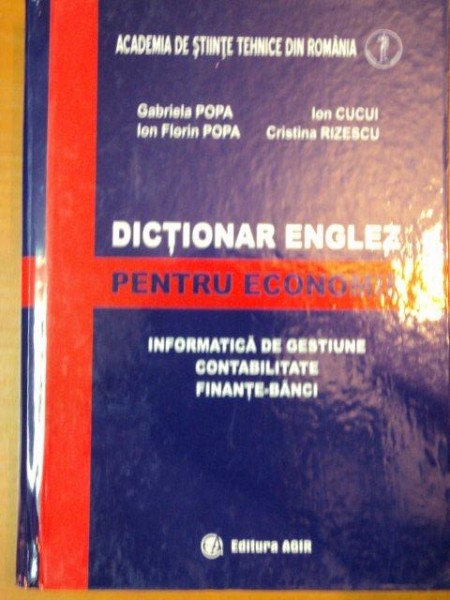 ACADEMIA DE ȘTIINȚE TEHNICE DIN ROMÂNIA
Gabriela POPA Ion CUCUI
Ion Florin POPA Cristina RIZESCU
DICȚIONAR ENGLEZ
PENTRU
INFORMATICĂ DE GESTIUNE
CONTABILITATE
FINANȚE-BĂNCI
Editura AGIR